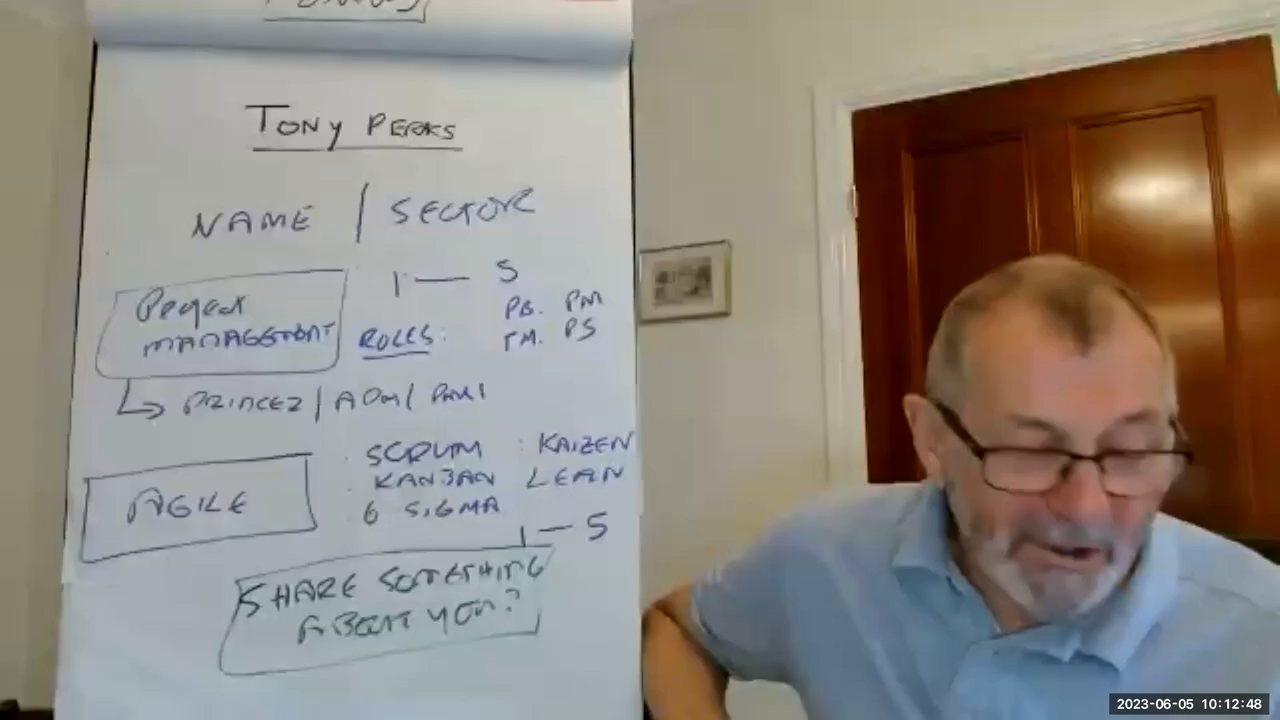 TONY PERKS
NAME | SECTOR
Project
MANAGEMENT
1 — 5
ROLES: PB. PM
TM. PS
PRINCE2 / APM / PMI
AGILE
SCRUM : KAIZEN
KANBAN LEAN
6 SIGMA
1 — 5
SHARE SOMETHING
ABOUT YOU?
2023-06-05 10:12:48